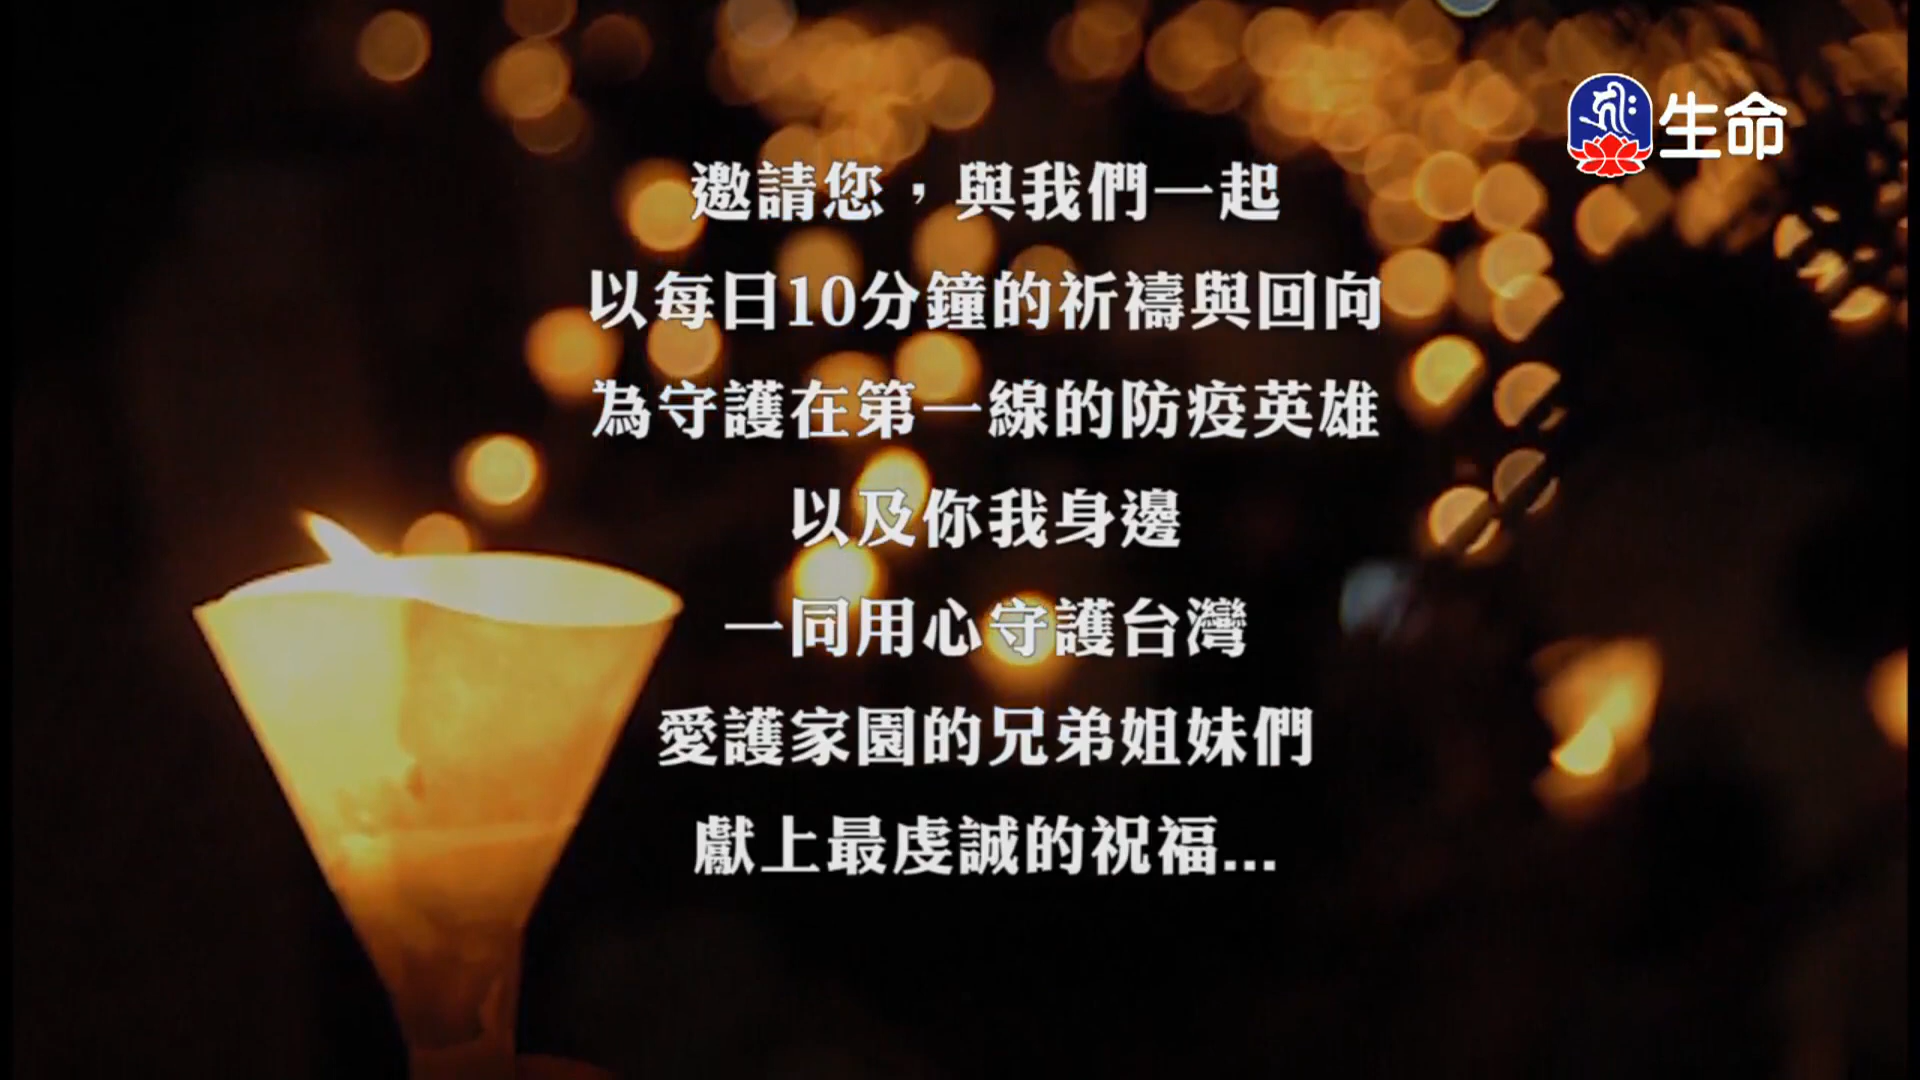 生命
邀請您，與我們一起
以每日10分鐘的祈禱與回向
為守護在第一線的防疫英雄
以及你我身邊
一同用心守護台灣
愛護家園的兄弟姐妹們
獻上最虔誠的祝福...